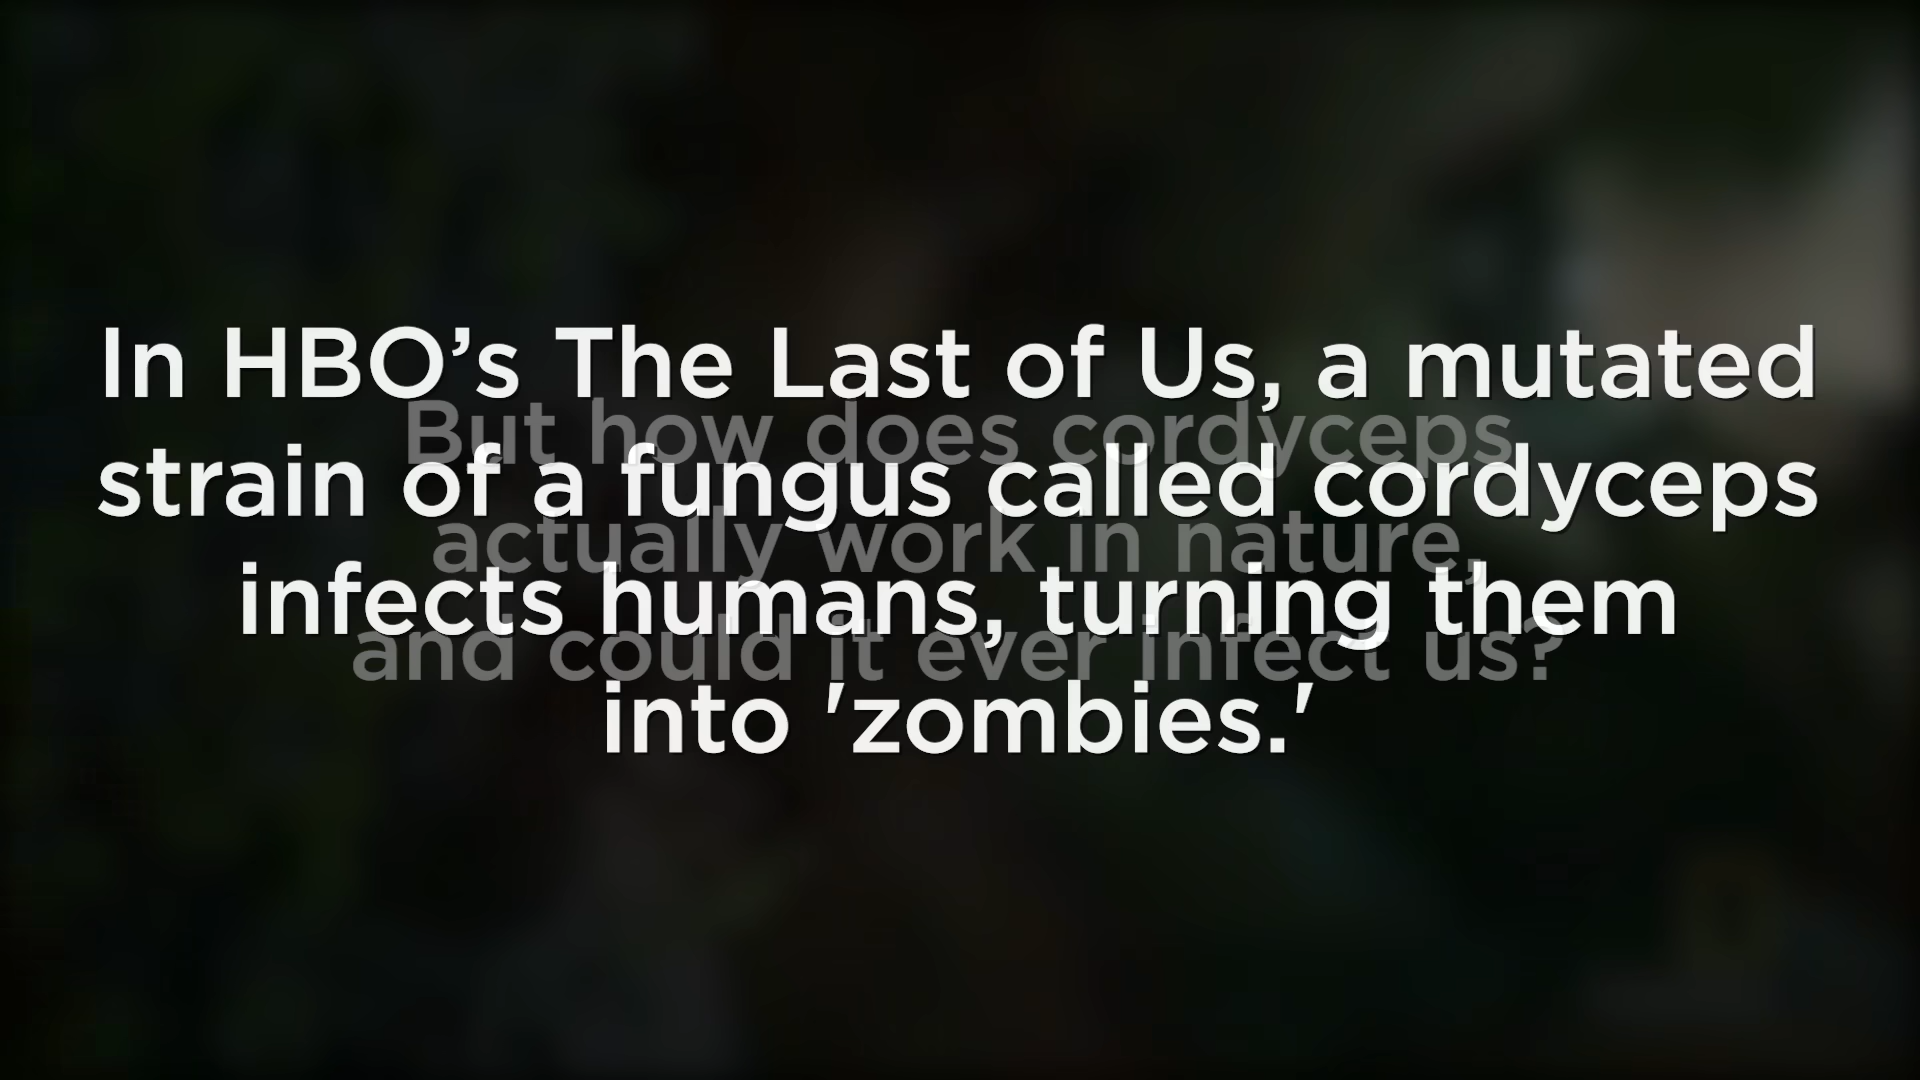 In HBO’s The Last of Us, a mutated
strain of a fungus called cordyceps
infects humans, turning them
into 'zombies.'
But how does cordyceps
actually work in nature,
and could it ever infect us?